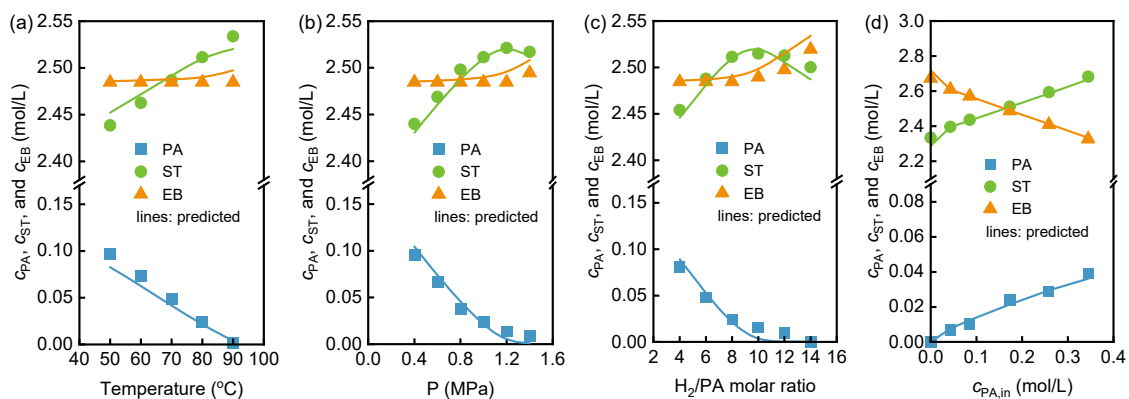 (a)
c_PA, c_ST, and c_EB (mol/L)
2.55
2.50
2.45
2.40
0.15
0.10
0.05
0.00
PA
ST
EB
lines: predicted
40 50 60 70 80 90 100
Temperature (°C)
(b)
c_PA, c_ST, and c_EB (mol/L)
2.55
2.50
2.45
2.40
0.15
0.10
0.05
0.00
PA
ST
EB
lines: predicted
0.0 0.4 0.8 1.2 1.6
P (MPa)
(c)
c_PA, c_ST, and c_EB (mol/L)
2.55
2.50
2.45
2.40
0.15
0.10
0.05
0.00
PA
ST
EB
lines: predicted
2 4 6 8 10 12 14 16
H₂/PA molar ratio
(d)
c_PA, c_ST, and c_EB (mol/L)
3.0
2.8
2.6
2.4
2.2
0.08
0.06
0.04
0.02
0.00
PA
ST
EB
lines: predicted
0.0 0.1 0.2 0.3 0.4
c_PA,in (mol/L)